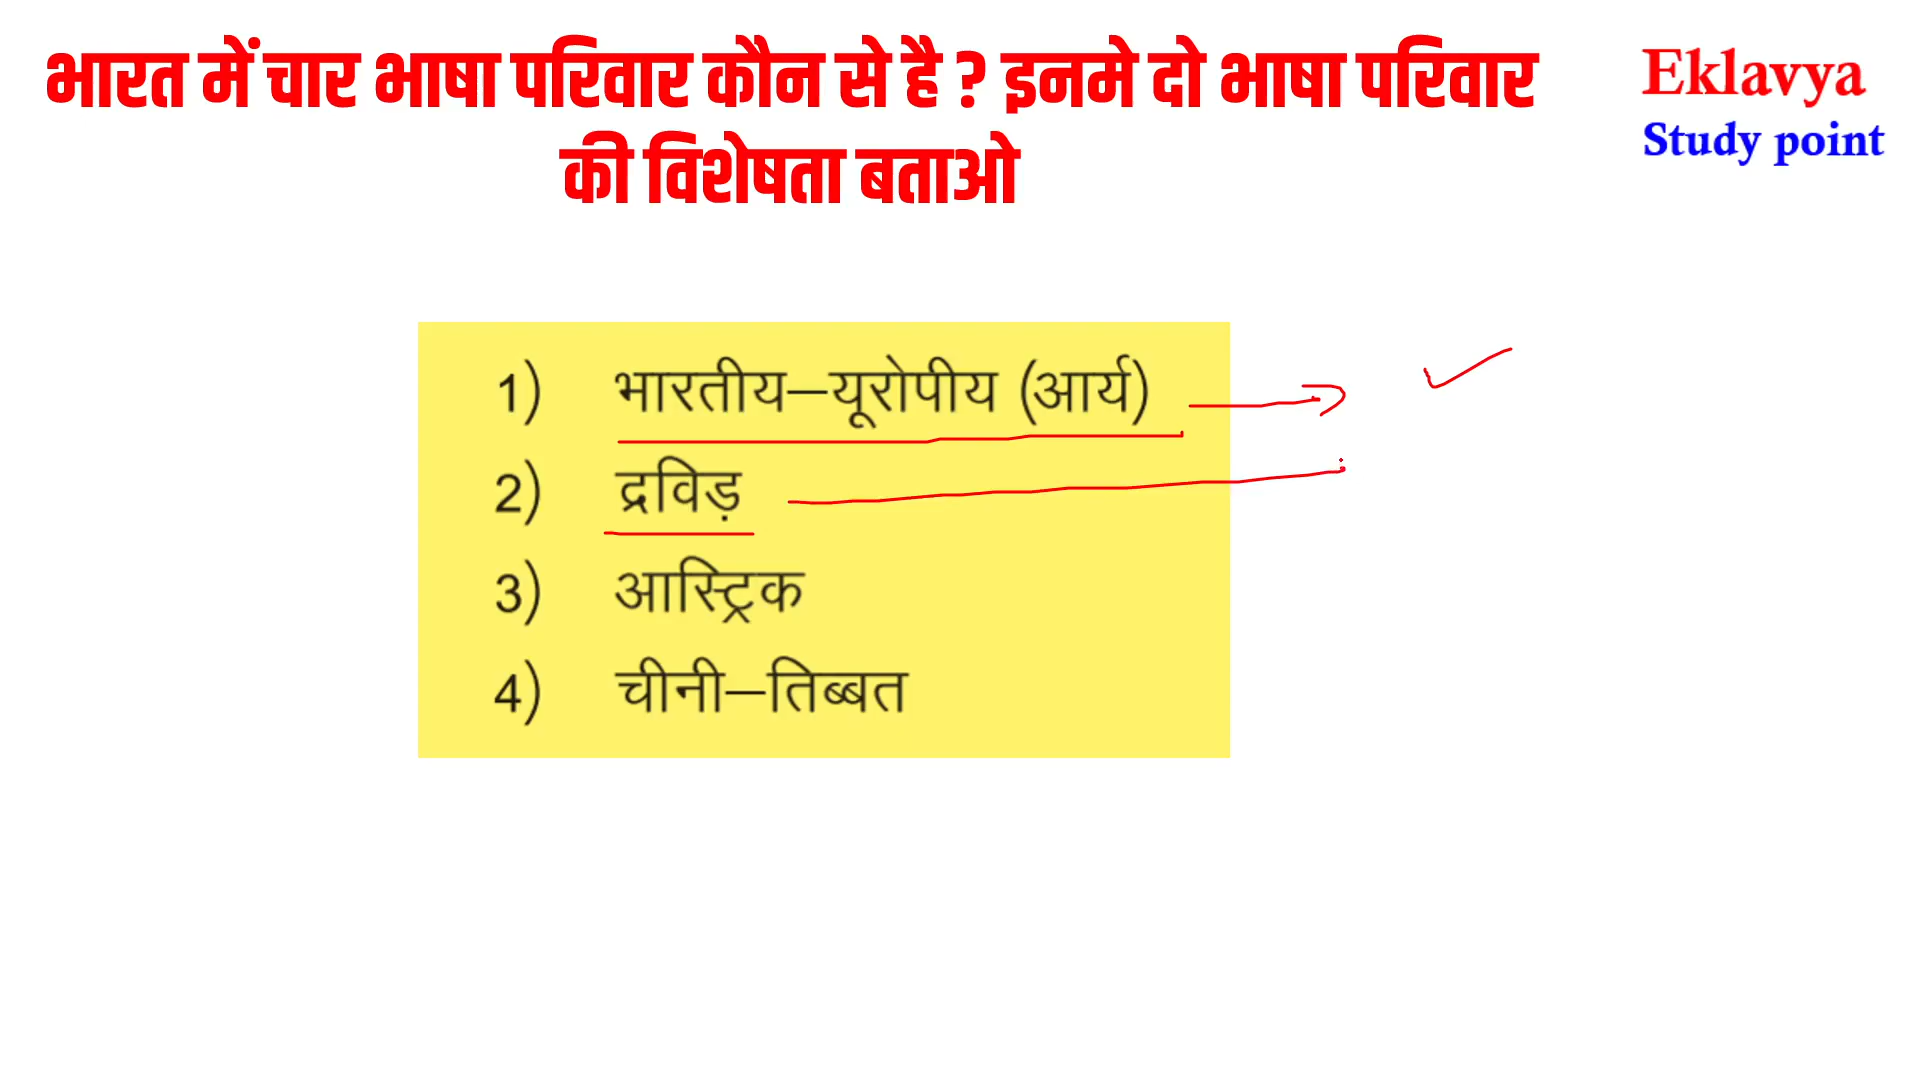 भारत में चार भाषा परिवार कौन से है ? इनमे दो भाषा परिवार
की विशेषता बताओ
Eklavya
Study point
1) भारतीय–यूरोपीय (आर्य)
2) द्रविड़
3) आस्ट्रिक
4) चीनी–तिब्बत